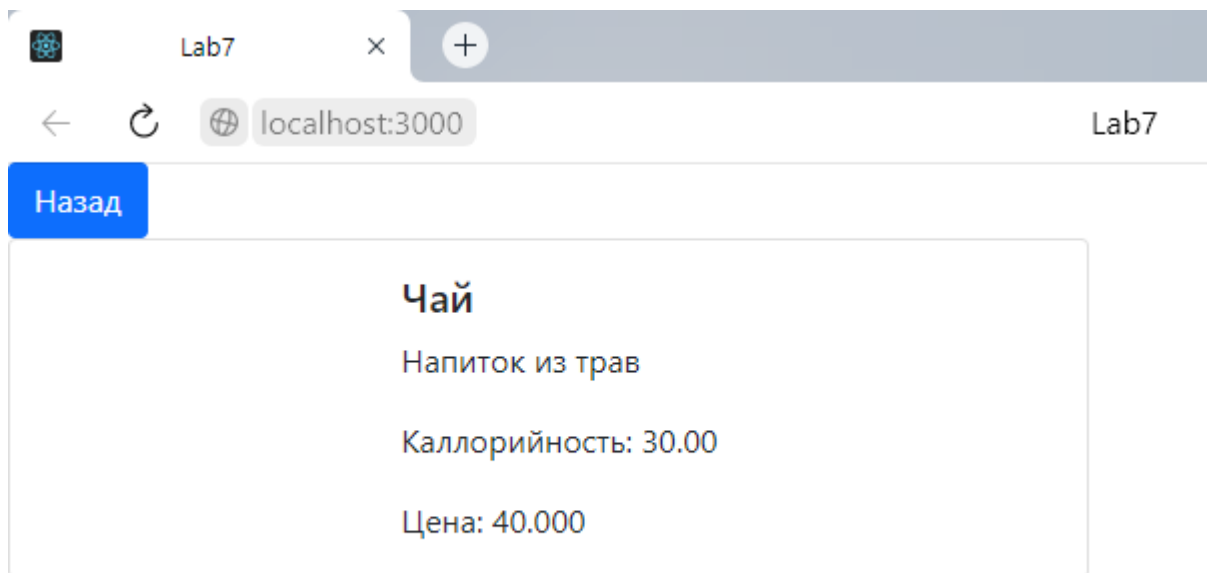 Lab7
localhost:3000 Lab7
Назад
Чай
Напиток из трав
Каллорийность: 30.00
Цена: 40.000